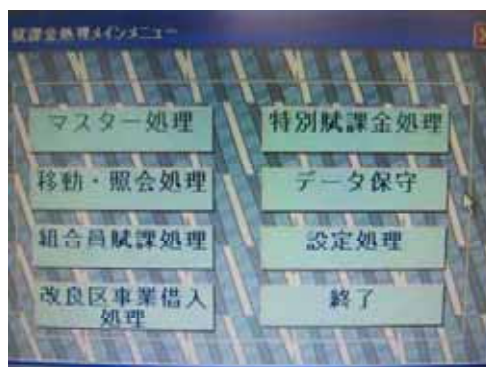 賦課金処理メインメニュー
マスター処理
特別賦課金処理
移動・照会処理
データ保守
組合員賦課処理
設定処理
改良区事業借入
処理
終了